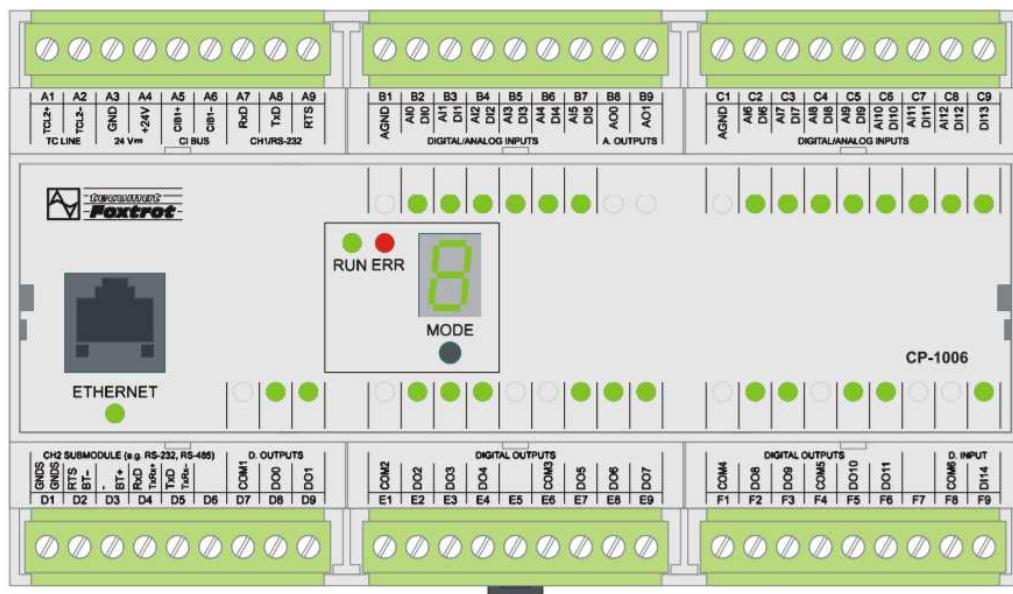 A1 A2 A3 A4 A5 A6 A7 A8 A9
TCL2+ TCL2- GND +24V CIB1+ CIB1- RxD TxD RTS
TC LINE 24 V CI BUS CH1/RS-232
B1 B2 B3 B4 B5 B6 B7 B8 B9
AGND AI0 DI0 AI1 DI1 AI2 DI2 AI3 DI3 AI4 DI4 AI5 DI5 AO0 AO1
DIGITAL/ANALOG INPUTS A. OUTPUTS
C1 C2 C3 C4 C5 C6 C7 C8 C9
AGND AI6 DI6 AI7 DI7 AI8 DI8 AI9 DI9 AI10 DI10 AI11 DI11 AI12 DI12 DI13
DIGITAL/ANALOG INPUTS
tecomat
Foxtrot
RUN ERR
8
MODE
CP-1006
ETHERNET
CH2 SUBMODULE (e.g. RS-232, RS-485) D. OUTPUTS
GNDS GNDS RTS BT- - BT+ RxD TxRx+ TxD TxRx- COM1 DO0 DO1
D1 D2 D3 D4 D5 D6 D7 D8 D9
DIGITAL OUTPUTS
COM2 DO2 DO3 DO4 COM3 DO5 DO6 DO7
E1 E2 E3 E4 E5 E6 E7 E8 E9
DIGITAL OUTPUTS D. INPUT
COM4 DO8 DO9 COM5 DO10 DO11 COM6 DI14
F1 F2 F3 F4 F5 F6 F7 F8 F9